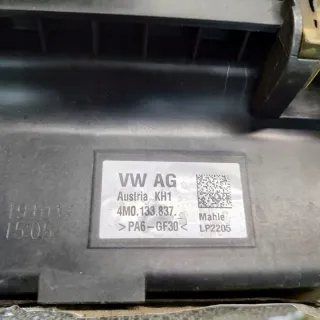 VW AG
Austria KH1
4M0.133.837.
>PA6-GF30<
Mahle
LP2205